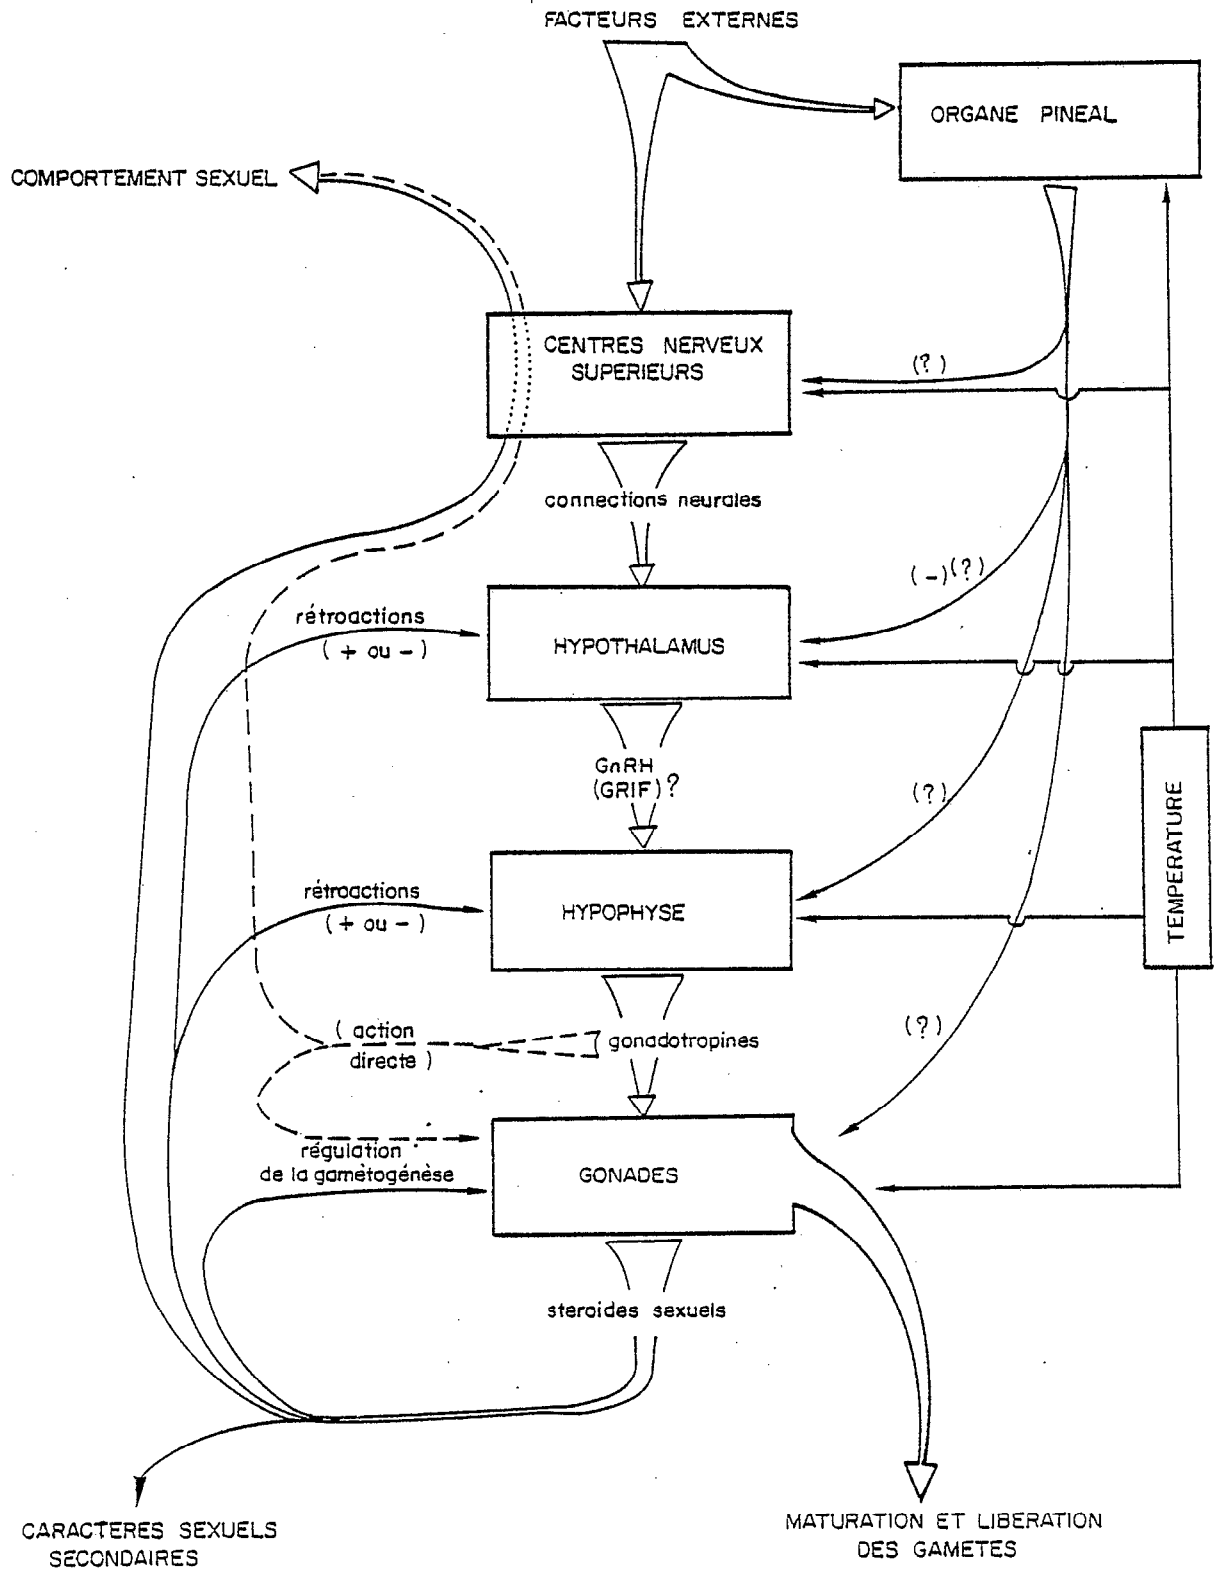 FACTEURS EXTERNES
ORGANE PINEAL
COMPORTEMENT SEXUEL
CENTRES NERVEUX
SUPERIEURS
(?)
connections neurales
(-)(?)
rétroactions
( + ou - )
HYPOTHALAMUS
GnRH
(GRIF)?
(?)
TEMPERATURE
rétroactions
( + ou - )
HYPOPHYSE
(?)
( action
directe )
gonadotropines
régulation
de la gamètogénèse
GONADES
steroides sexuels
CARACTERES SEXUELS
SECONDAIRES
MATURATION ET LIBERATION
DES GAMETES